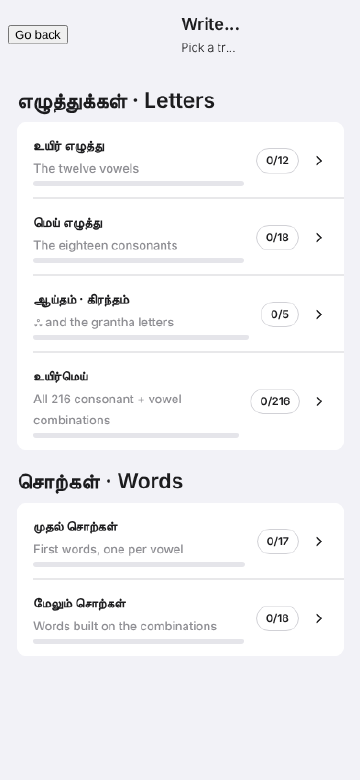 Go back
Write...
Pick a tr...
எழுத்துக்கள் · Letters
உயிர் எழுத்து
The twelve vowels
0/12
மெய் எழுத்து
The eighteen consonants
0/18
ஆய்தம் · கிரந்தம்
ஃ and the grantha letters
0/5
உயிர்மெய்
All 216 consonant + vowel
combinations
0/216
சொற்கள் · Words
முதல் சொற்கள்
First words, one per vowel
0/17
மேலும் சொற்கள்
Words built on the combinations
0/18